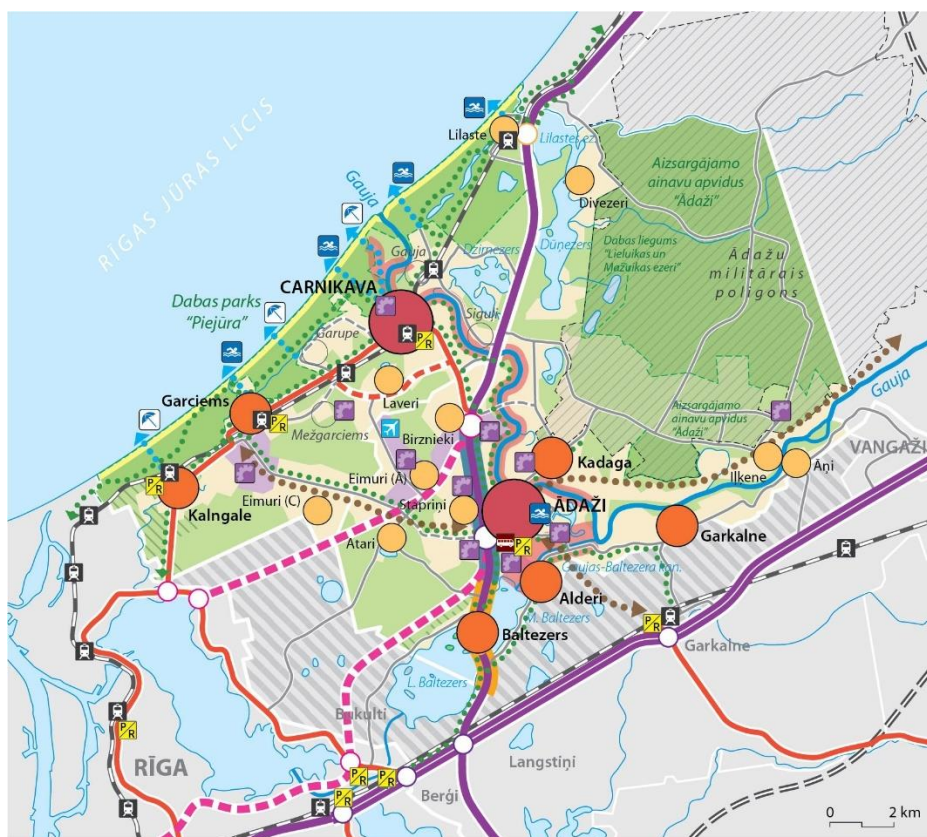 Lilaste
Lilastes ez.
RĪGAS JŪRAS LĪCIS
Gauja
Aizsargājamo
ainavu apvidus
"Ādaži"
Divezeri
Dzirnezers
Dūņezers
Dabas liegums
"Lieluikas un
Mazuikas ezeri"
Ādažu
militārais
poligons
Gauja
CARNIKAVA
Dabas parks
"Piejūra"
Siguļi
Garupe
P/R
Gauja
Laveri
Garciems
P/R
Mežgarciems
Birznieki
Aizsargājamo
ainavu apvidus
"Ādaži"
VANGAŽI
Kadaga
Iļķene
Āņi
P/R
Kalngale
Eimuri (C)
Eimuri (Ā)
Stapriņi
ĀDAŽI
Garkalne
Atari
P/R
Gaujas-Baltezera kan.
Alderi
M. Baltezers
P/R
Baltezers
Garkalne
L. Baltezers
Bukulti
P/R
RĪGA
Langstiņi
P/R
P/R
Berģi
0
2 km